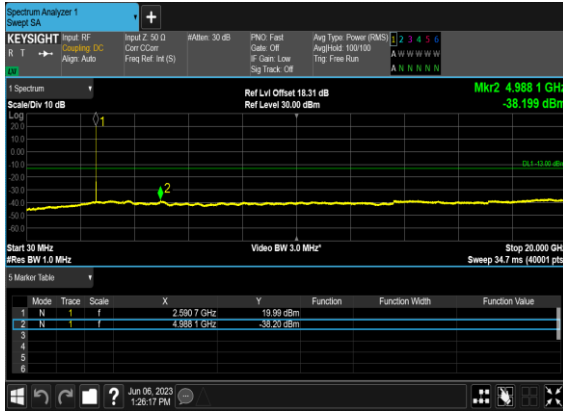 Spectrum Analyzer 1
Swept SA
+
KEYSIGHT Input: RF Input Z: 50 Ω #Atten: 30 dB PNO: Fast Avg Type: Power (RMS) 1 2 3 4 5 6
R T Coupling: DC Corr CCorr Gate: Off Avg|Hold: 100/100 A W W W W W
Align: Auto Freq Ref: Int (S) IF Gain: Low Trig: Free Run
Sig Track: Off A N N N N N
1 Spectrum Mkr2 4.988 1 GHz
Ref Lvl Offset 18.31 dB
Scale/Div 10 dB Ref Level 30.00 dBm -38.199 dBm
Log
20.0
10.0
0.00
-10.0
-20.0
-30.0
-40.0
-50.0
-60.0
1
2
DL1 -13.00 dBm
Start 30 MHz Video BW 3.0 MHz* Stop 20.000 GHz
#Res BW 1.0 MHz Sweep 34.7 ms (40001 pts)
5 Marker Table
Mode Trace Scale X Y Function Function Width Function Value
1 N 1 f 2.590 7 GHz 19.99 dBm
2 N 1 f 4.988 1 GHz -38.20 dBm
3
4
5
6
? Jun 06, 2023
1:26:17 PM